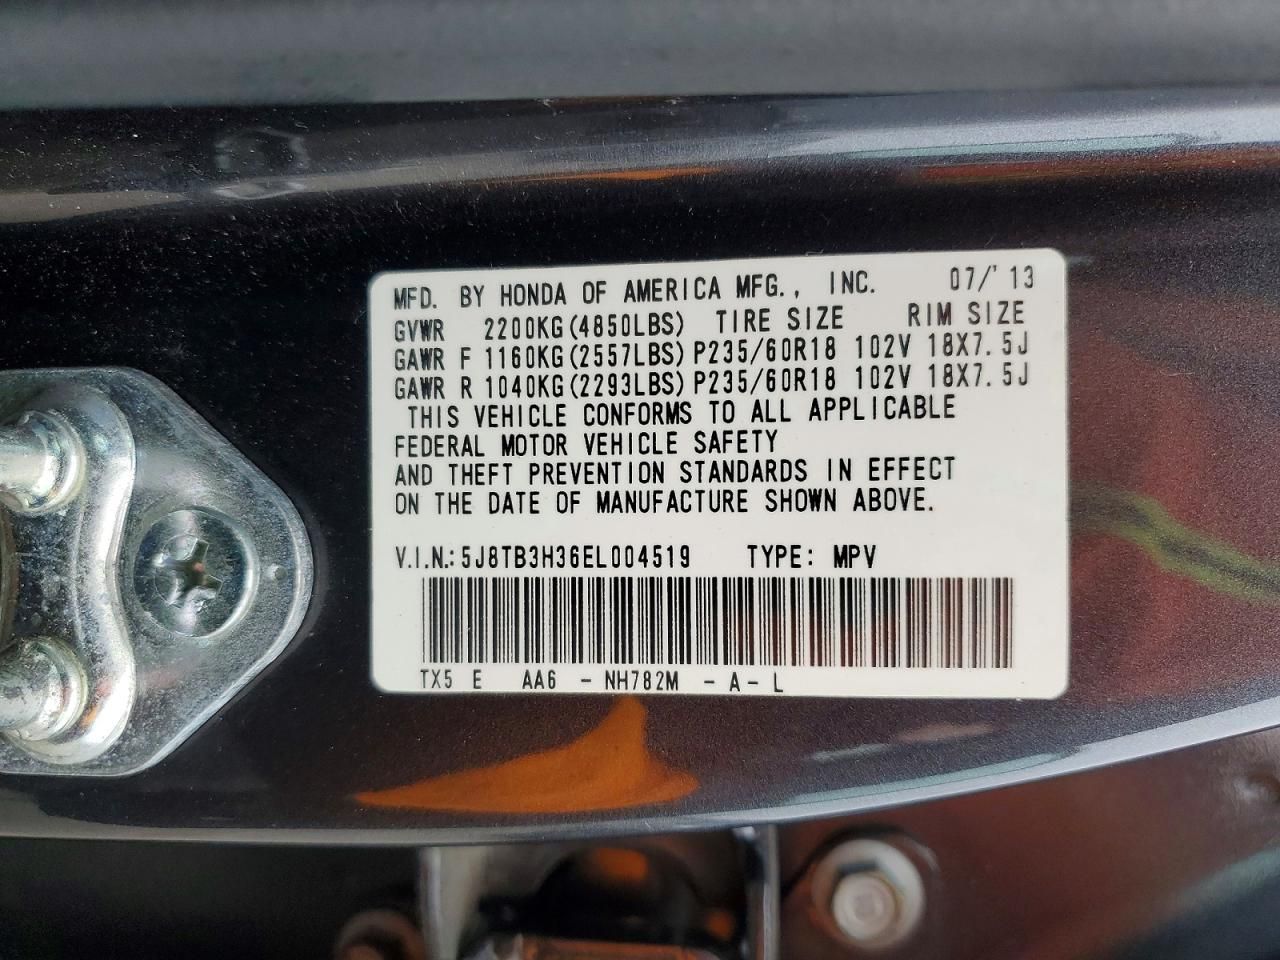 MFD. BY HONDA OF AMERICA MFG., INC. 07/'13
GVWR 2200KG(4850LBS) TIRE SIZE RIM SIZE
GAWR F 1160KG(2557LBS)P235/60R18 102V 18X7.5J
GAWR R 1040KG(2293LBS)P235/60R18 102V 18X7.5J
THIS VEHICLE CONFORMS TO ALL APPLICABLE
FEDERAL MOTOR VEHICLE SAFETY
AND THEFT PREVENTION STANDARDS IN EFFECT
ON THE DATE OF MANUFACTURE SHOWN ABOVE.
V.I.N.: 5J8TB3H36EL004519 TYPE: MPV
TX5 E AA6 - NH782M - A - L